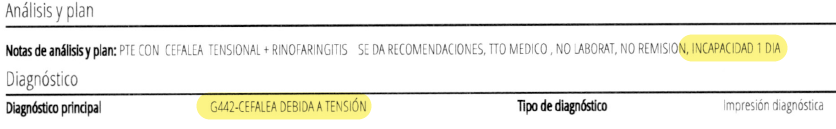 Análisis y plan
Notas de análisis y plan: PTE CON CEFALEA TENSIONAL + RINOFARINGITIS SE DA RECOMENDACIONES, TTO MEDICO , NO LABORAT, NO REMISION, INCAPACIDAD 1 DIA
Diagnóstico
Diagnóstico principal G442-CEFALEA DEBIDA A TENSIÓN Tipo de diagnóstico Impresión diagnóstica